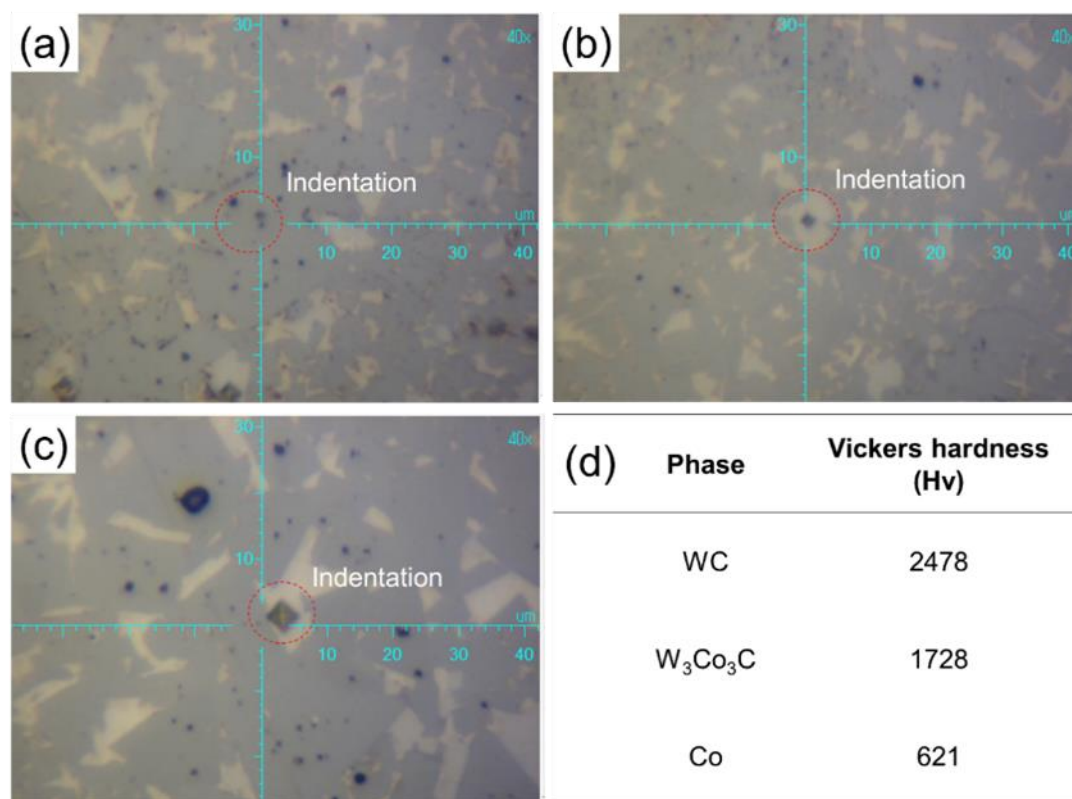 (a)
30
40x
10
Indentation
um
10
20
30
40
(b)
30
40x
10
Indentation
um
10
20
30
40
(c)
30
40x
10
Indentation
um
10
20
30
40
(d)
Phase
Vickers hardness
(Hv)
WC
2478
W₃Co₃C
1728
Co
621